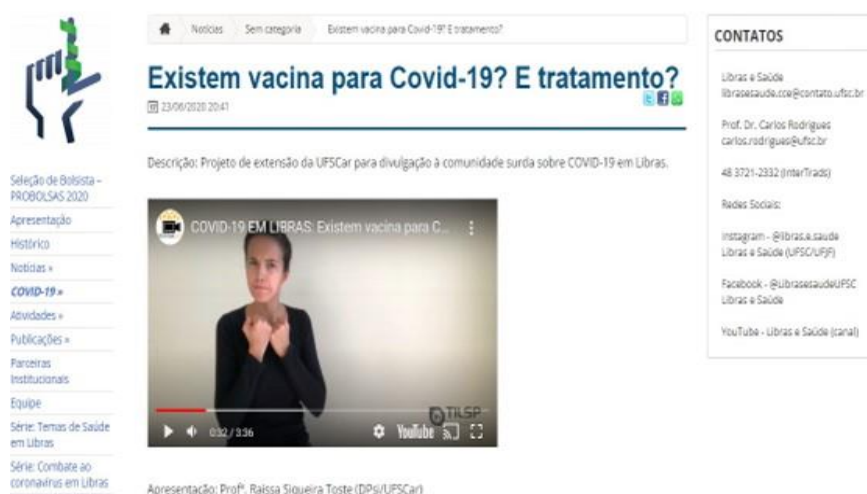 Notícias Sem categoria Existem vacina para Covid-19? E tratamento?
Existem vacina para Covid-19? E tratamento?
23/06/2020 20:41
Descrição: Projeto de extensão da UFSCar para divulgação à comunidade surda sobre COVID-19 em Libras.
COVID-19 EM LIBRAS: Existem vacina para C...
TILSP
0:32 / 3:36
YouTube
Apresentação: Profª. Raissa Siqueira Toste (DPsi/UFSCar)
Seleção de Bolsista –
PROBOLSAS 2020
Apresentação
Histórico
Notícias »
COVID-19 »
Atividades »
Publicações »
Parceiras
Institucionais
Equipe
Série: Temas de Saúde
em Libras
Série: Combate ao
coronavírus em Libras
CONTATOS
Libras e Saúde
librasesaude.cce@contato.ufsc.br
Prof. Dr. Carlos Rodrigues
carlos.rodrigues@ufsc.br
48 3721-2332 (InterTrads)
Redes Sociais:
Instagram - @libras.e.saude
Libras e Saúde (UFSC/UFJF)
Facebook - @LibrasesaudeUFSC
Libras e Saúde
YouTube - Libras e Saúde (canal)